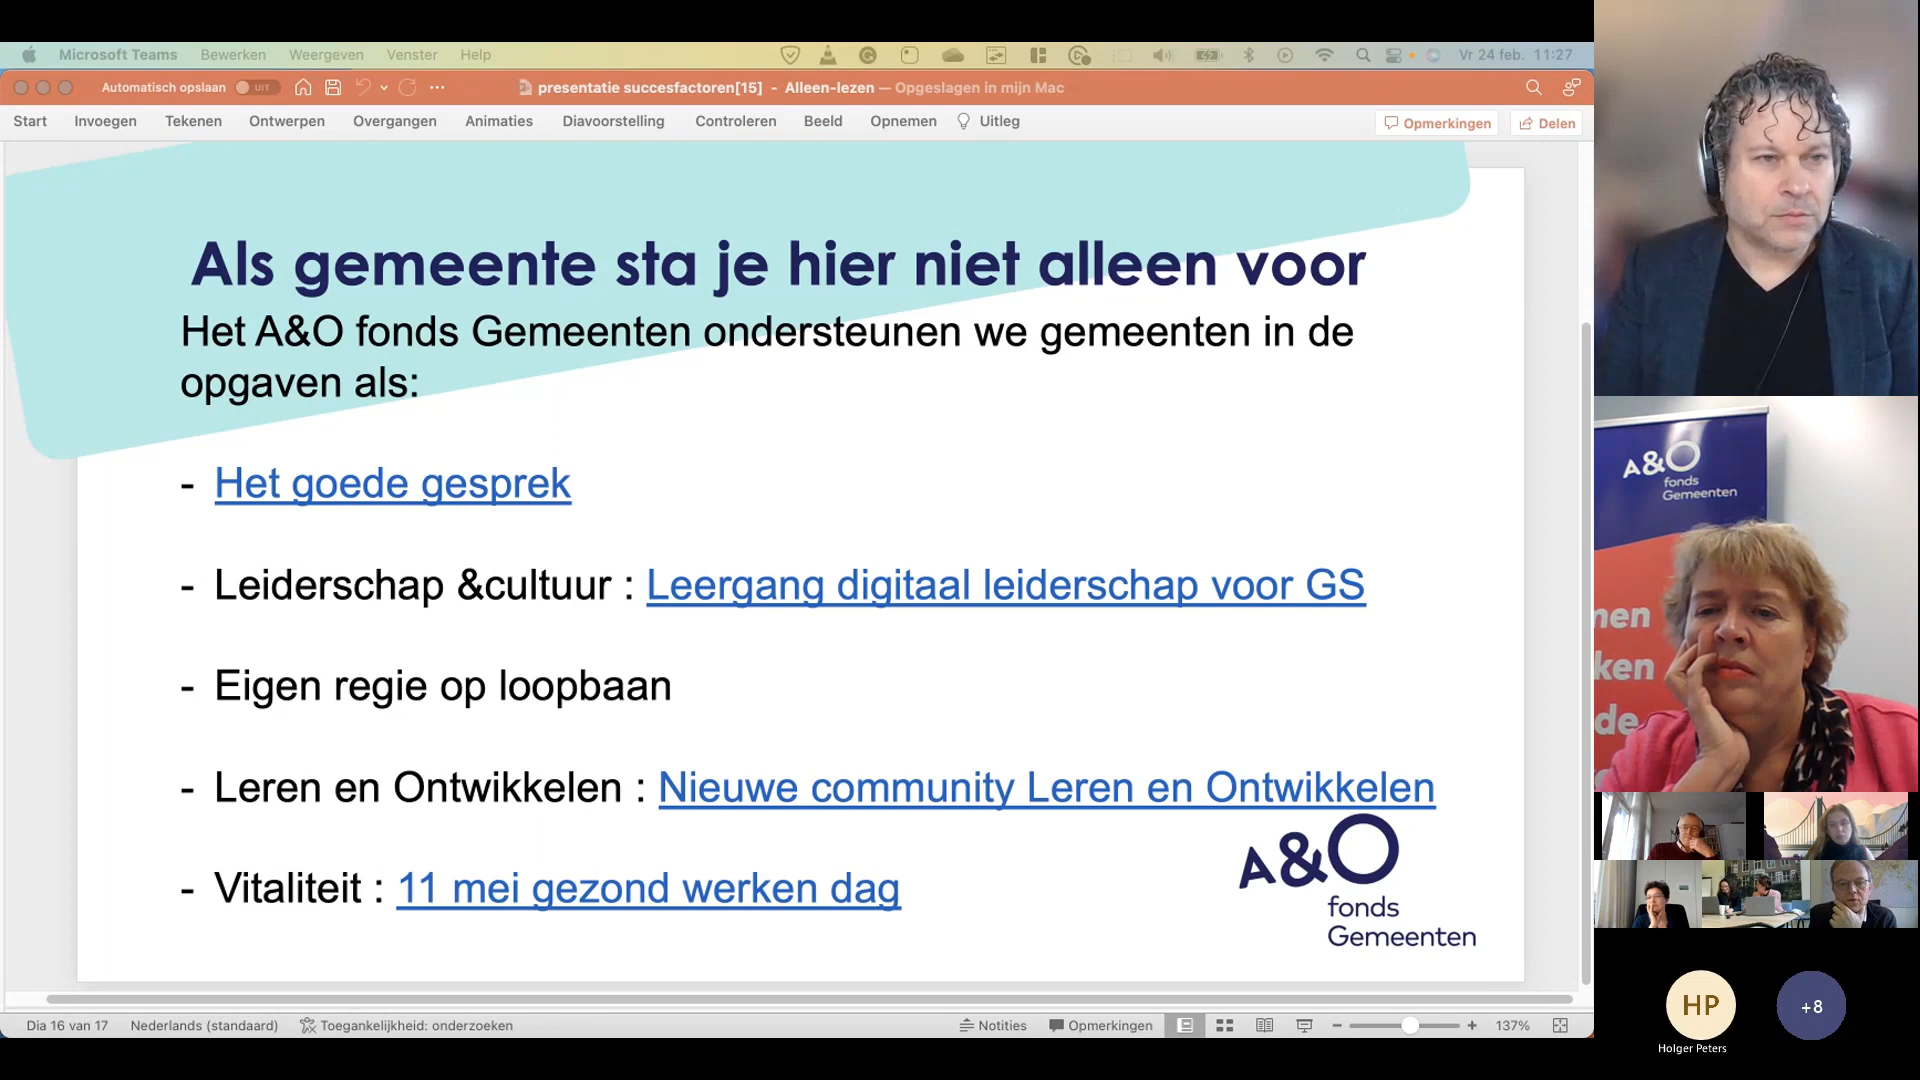 Microsoft Teams Bewerken Weergeven Venster Help Vr 24 feb. 11:27
Automatisch opslaan UIT presentatie succesfactoren[15] - Alleen-lezen — Opgeslagen in mijn Mac
Start Invoegen Tekenen Ontwerpen Overgangen Animaties Diavoorstelling Controleren Beeld Opnemen Uitleg Opmerkingen Delen
Als gemeente sta je hier niet alleen voor
Het A&O fonds Gemeenten ondersteunen we gemeenten in de
opgaven als:
- Het goede gesprek
- Leiderschap &cultuur : Leergang digitaal leiderschap voor GS
- Eigen regie op loopbaan
- Leren en Ontwikkelen : Nieuwe community Leren en Ontwikkelen
- Vitaliteit : 11 mei gezond werken dag
A&O
fonds
Gemeenten
Dia 16 van 17 Nederlands (standaard) Toegankelijkheid: onderzoeken Notities Opmerkingen 137%
A&O
fonds
Gemeenten
nen
ken
de
HP
+8
Holger Peters